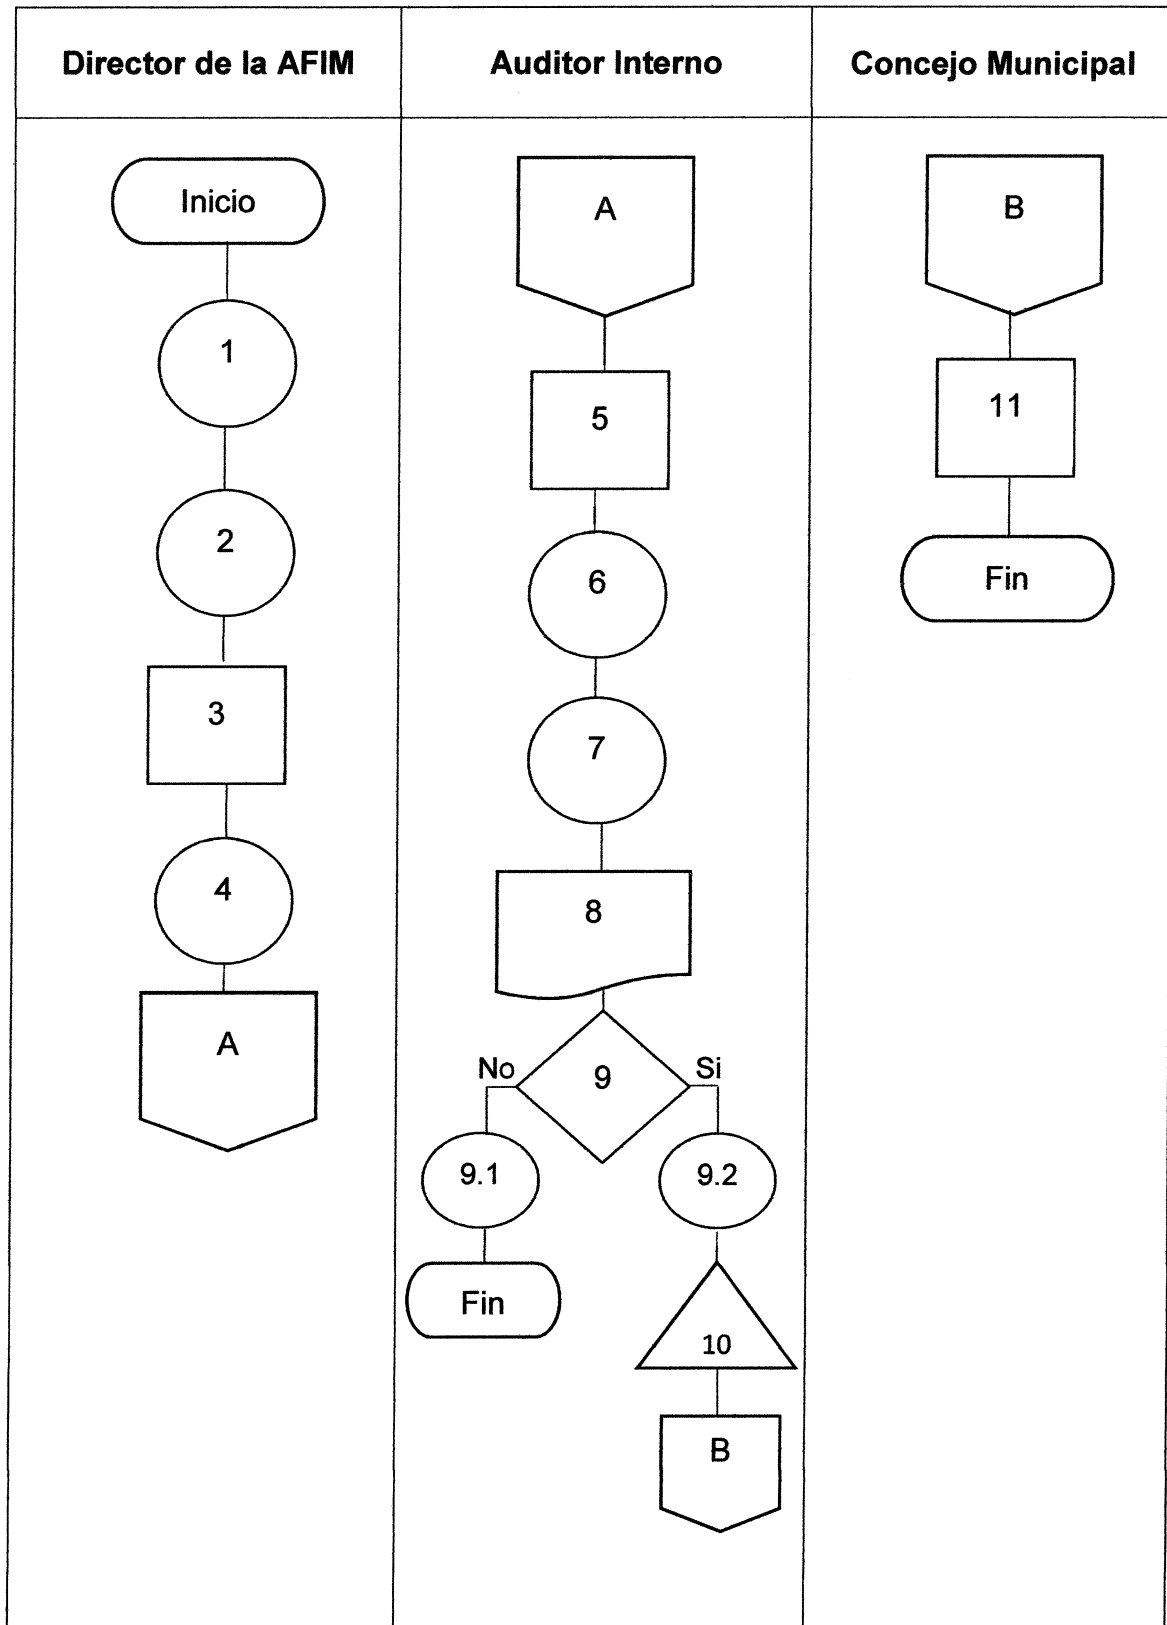 Director de la AFIM
Auditor Interno
Concejo Municipal
Inicio
1
2
3
4
A
A
5
6
7
8
9
No
Si
9.1
9.2
Fin
10
B
B
11
Fin